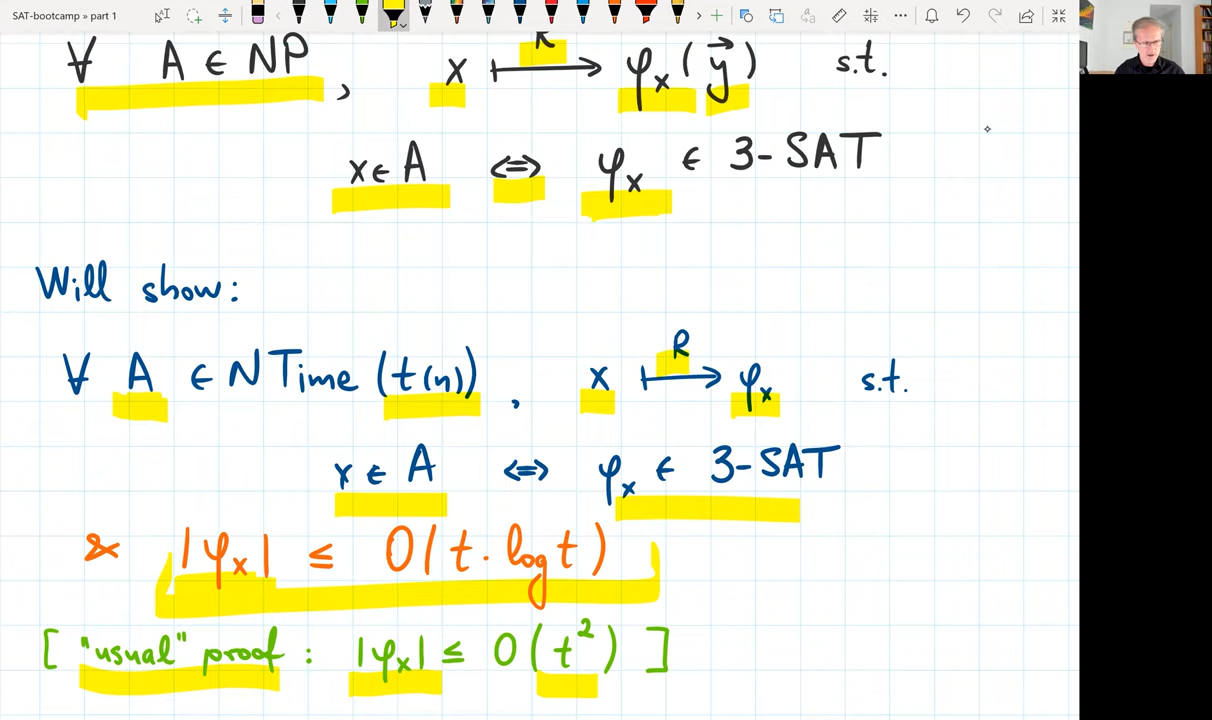 SAT-bootcamp » part 1
∀ A ∈ NP, x ⟼ φₓ(y⃗) s.t.
x ∈ A ⇔ φₓ ∈ 3-SAT
Will show:
R
∀ A ∈ NTime (t(n)), x ⟼ φₓ s.t.
x ∈ A ⇔ φₓ ∈ 3-SAT
& |φₓ| ≤ O(t·log t)
["usual" proof: |φₓ| ≤ O(t²)]